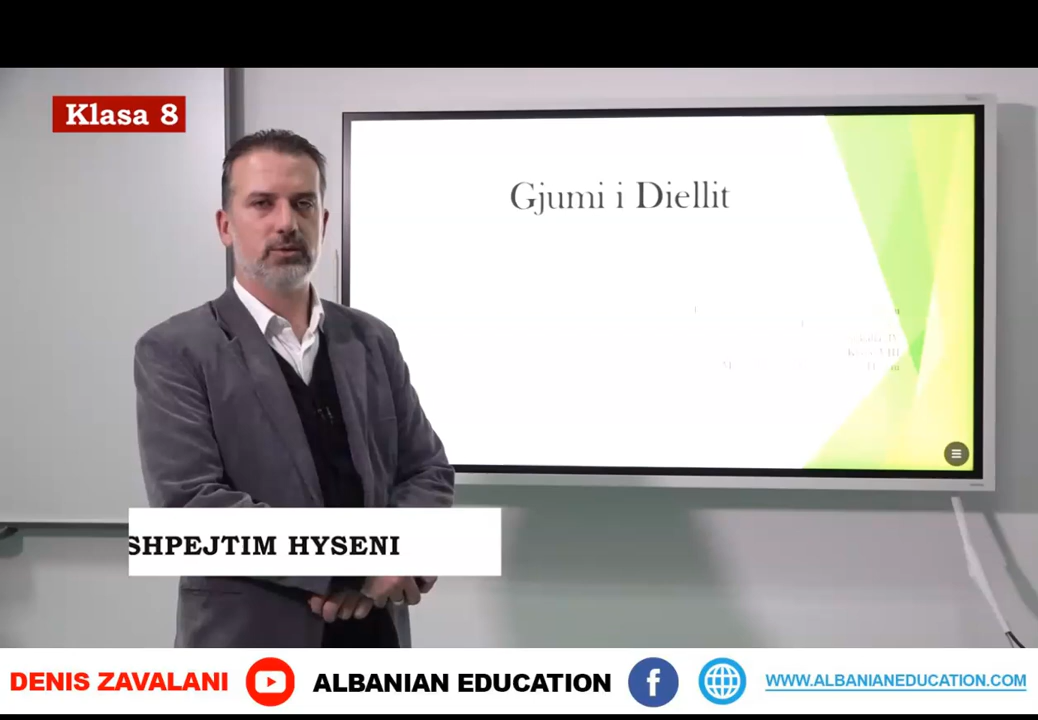 Klasa 8
Gjumi i Diellit
SHPEJTIM HYSENI
DENIS ZAVALANI
ALBANIAN EDUCATION
WWW.ALBANIANEDUCATION.COM